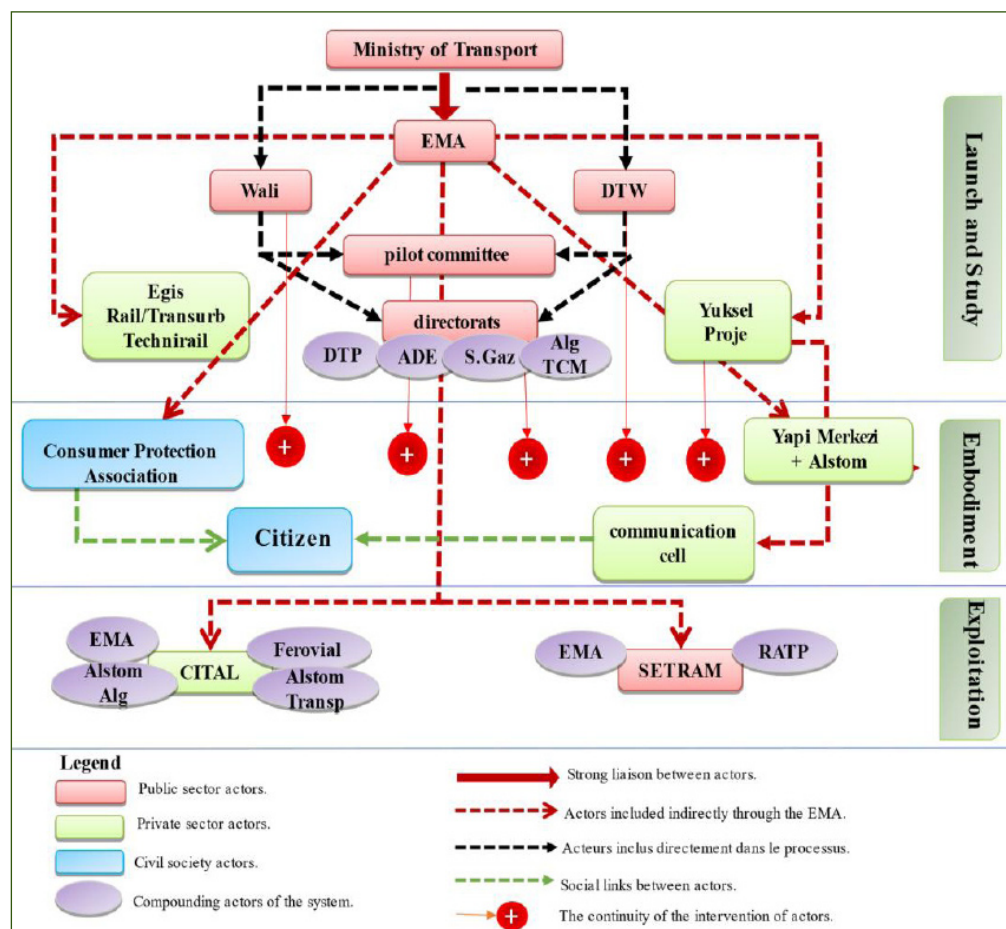 Ministry of Transport
EMA
Wali
DTW
pilot committee
Egis
Rail/Transurb
Technirail
directorats
Yuksel
Proje
DTP
ADE
S.Gaz
Alg
TCM
Launch and Study
Consumer Protection
Association
+
+
+
+
+
Yapi Merkezi
+ Alstom
Citizen
communication
cell
Embodiment
EMA
Alstom
Alg
CITAL
Ferovial
Alstom
Transp
EMA
SETRAM
RATP
Exploitation
Legend
Public sector actors.
Private sector actors.
Civil society actors.
Compounding actors of the system.
Strong liaison between actors.
Actors included indirectly through the EMA.
Acteurs inclus directement dans le processus.
Social links between actors.
+
The continuity of the intervention of actors.